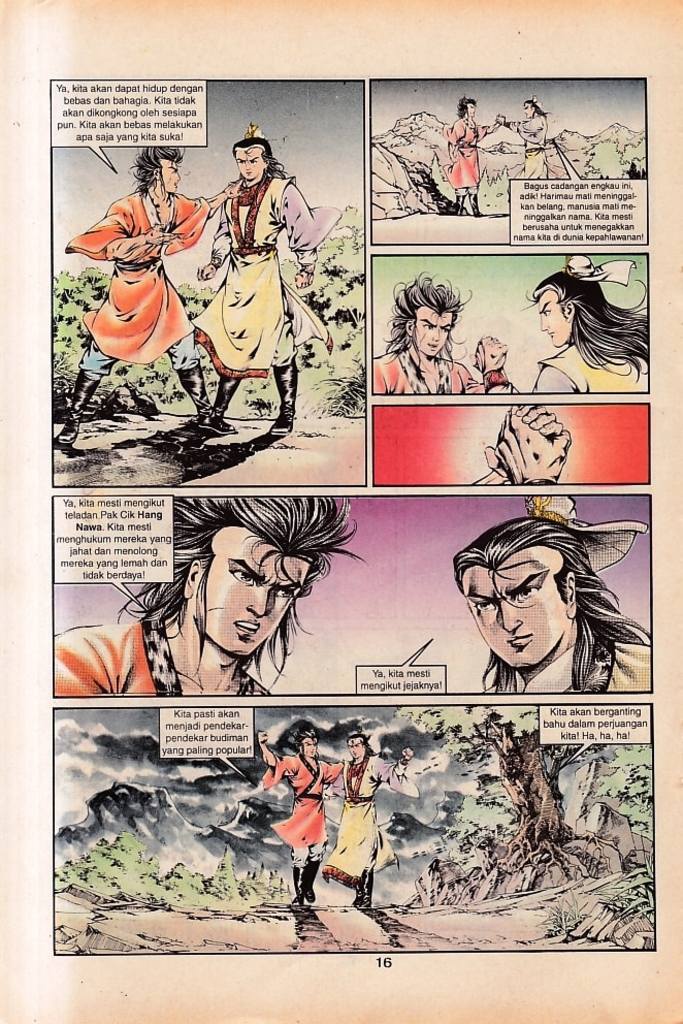 Ya, kita akan dapat hidup dengan
bebas dan bahagia. Kita tidak
akan dikongkong oleh sesiapa
pun. Kita akan bebas melakukan
apa saja yang kita suka!
Bagus cadangan engkau ini,
adik! Harimau mati meninggal-
kan belang, manusia mati me-
ninggalkan nama. Kita mesti
berusaha untuk menegakkan
nama kita di dunia kepahlawanan!
Ya, kita mesti mengikut
teladan Pak Cik Hang
Nawa. Kita mesti
menghukum mereka yang
jahat dan menolong
mereka yang lemah dan
tidak berdaya!
Ya, kita mesti
mengikut jejaknya!
Kita pasti akan
menjadi pendekar-
pendekar budiman
yang paling popular!
Kita akan berganting
bahu dalam perjuangan
kita! Ha, ha, ha!
16